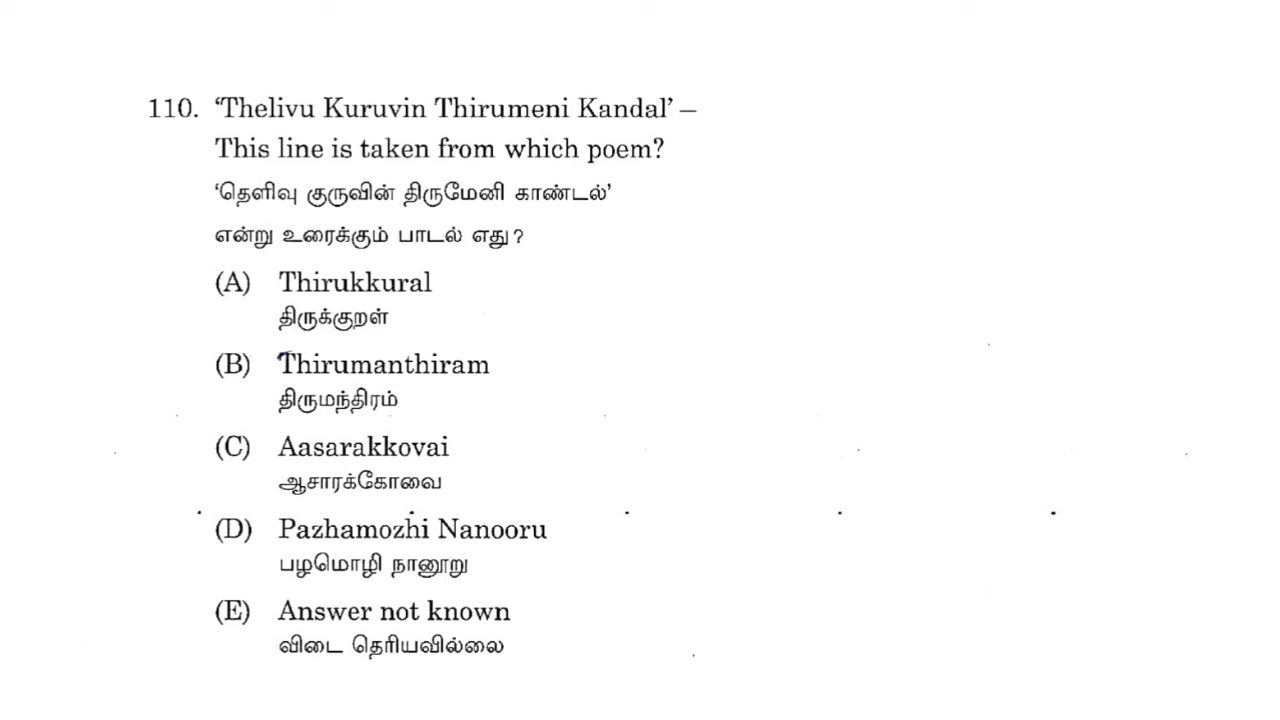 110. ‘Thelivu Kuruvin Thirumeni Kandal’ –
This line is taken from which poem?
‘தெளிவு குருவின் திருமேனி காண்டல்’
என்று உரைக்கும் பாடல் எது?
(A) Thirukkural
திருக்குறள்
(B) Thirumanthiram
திருமந்திரம்
(C) Aasarakkovai
ஆசாரக்கோவை
(D) Pazhamozhi Nanooru
பழமொழி நானூறு
(E) Answer not known
விடை தெரியவில்லை